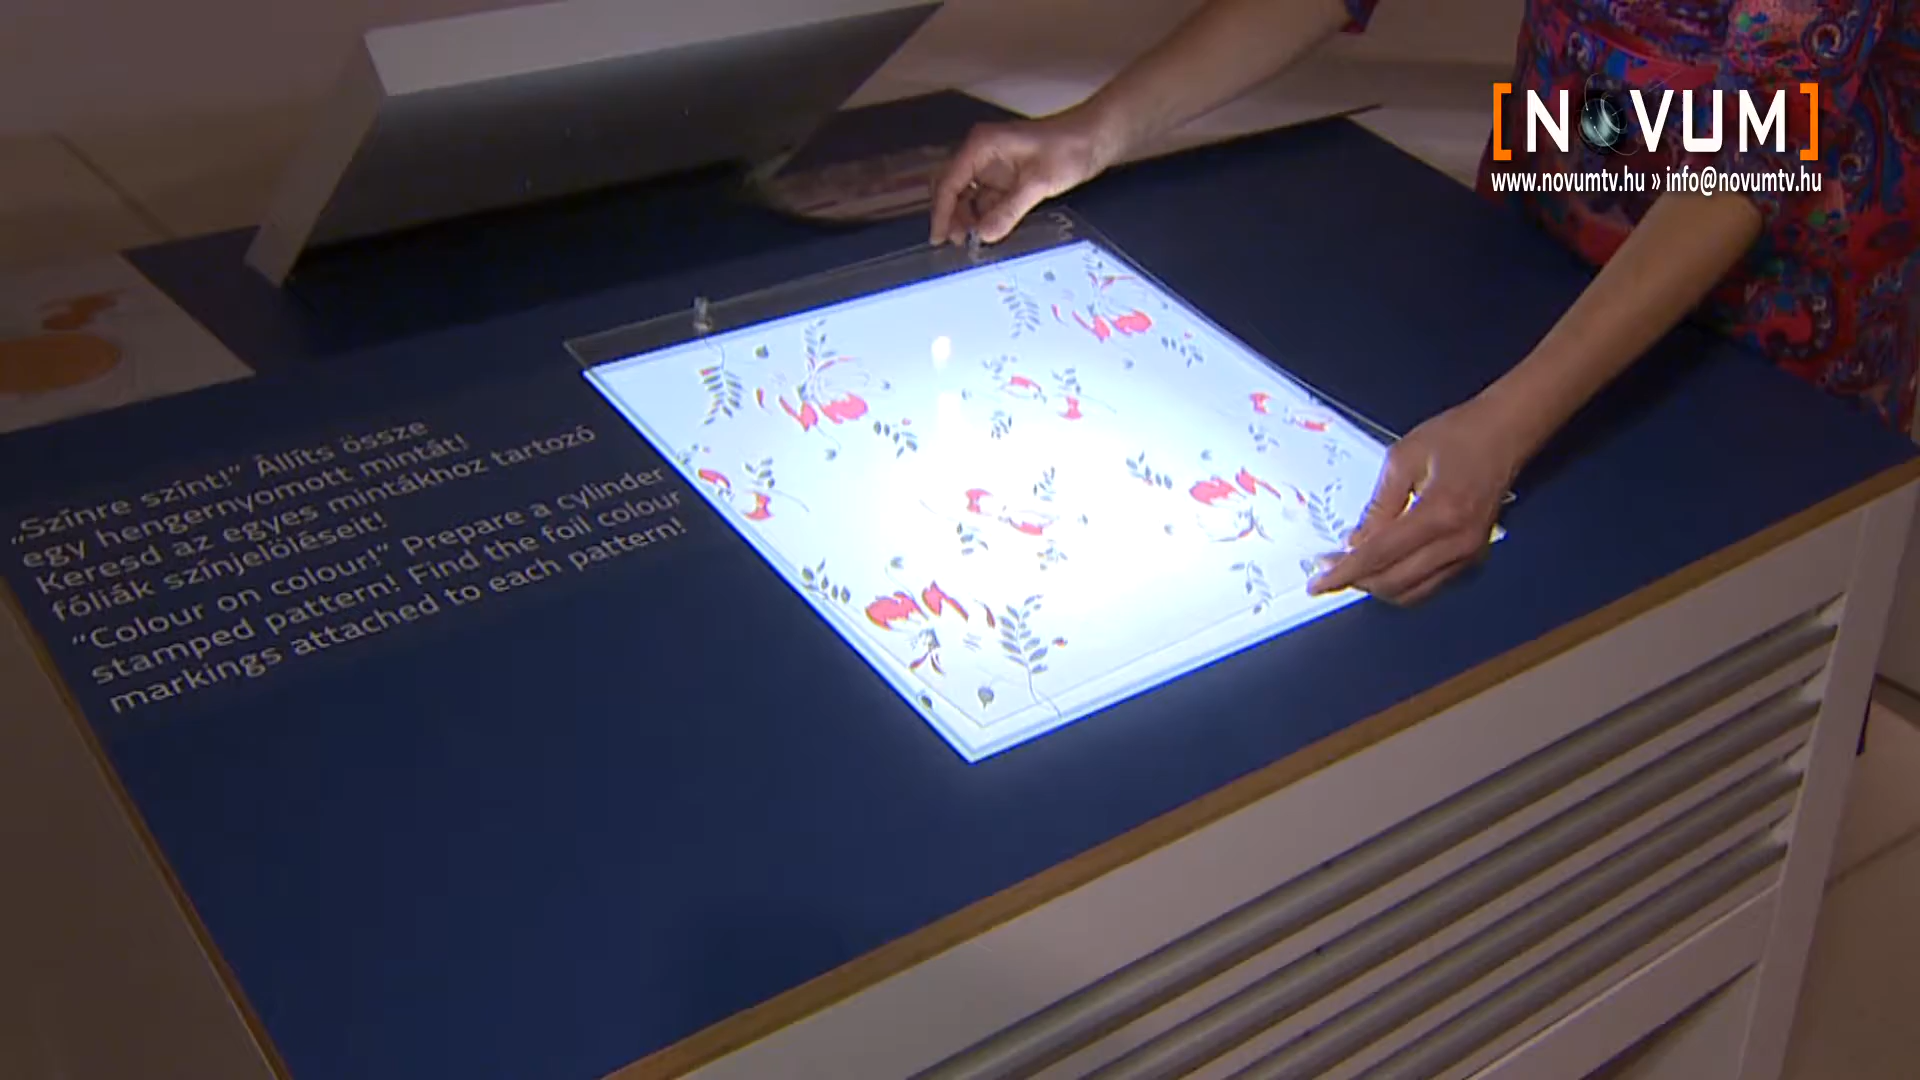 [NOVUM]
www.novumtv.hu » info@novumtv.hu
„Színre színt!” Állíts össze
egy hengernyomott mintát!
Keresd az egyes mintákhoz tartozó
fóliák színjelöléseit!
“Colour on colour!” Prepare a cylinder
stamped pattern! Find the foil colour
markings attached to each pattern!